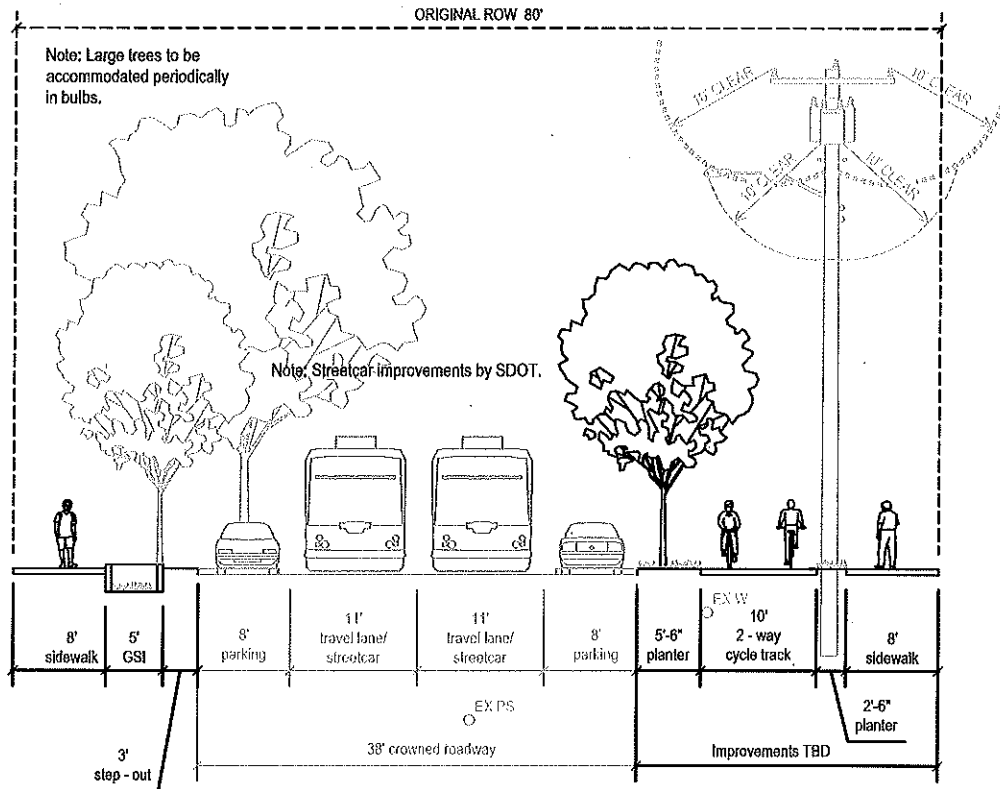 ORIGINAL ROW 80'
Note: Large trees to be
accommodated periodically
in bulbs.
10' CLEAR
10' CLEAR
10' CLEAR
10' CLEAR
Note: Streetcar improvements by SDOT.
8'
sidewalk
5'
GSI
8'
parking
11'
travel lane/
streetcar
11'
travel lane/
streetcar
8'
parking
5'-6"
planter
EX W
10'
2 - way
cycle track
8'
sidewalk
2'-6"
planter
EX PS
38' crowned roadway
Improvements TBD
3'
step - out